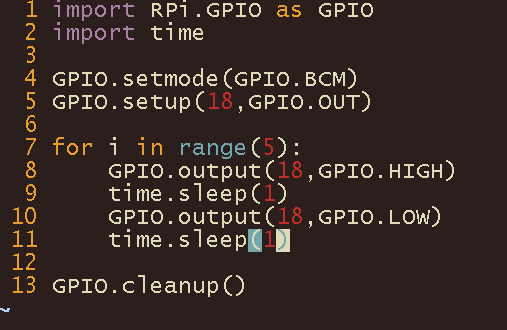 1 import RPi.GPIO as GPIO
2 import time
3
4 GPIO.setmode(GPIO.BCM)
5 GPIO.setup(18,GPIO.OUT)
6
7 for i in range(5):
8     GPIO.output(18,GPIO.HIGH)
9     time.sleep(1)
10     GPIO.output(18,GPIO.LOW)
11     time.sleep(1)
12
13 GPIO.cleanup()
~